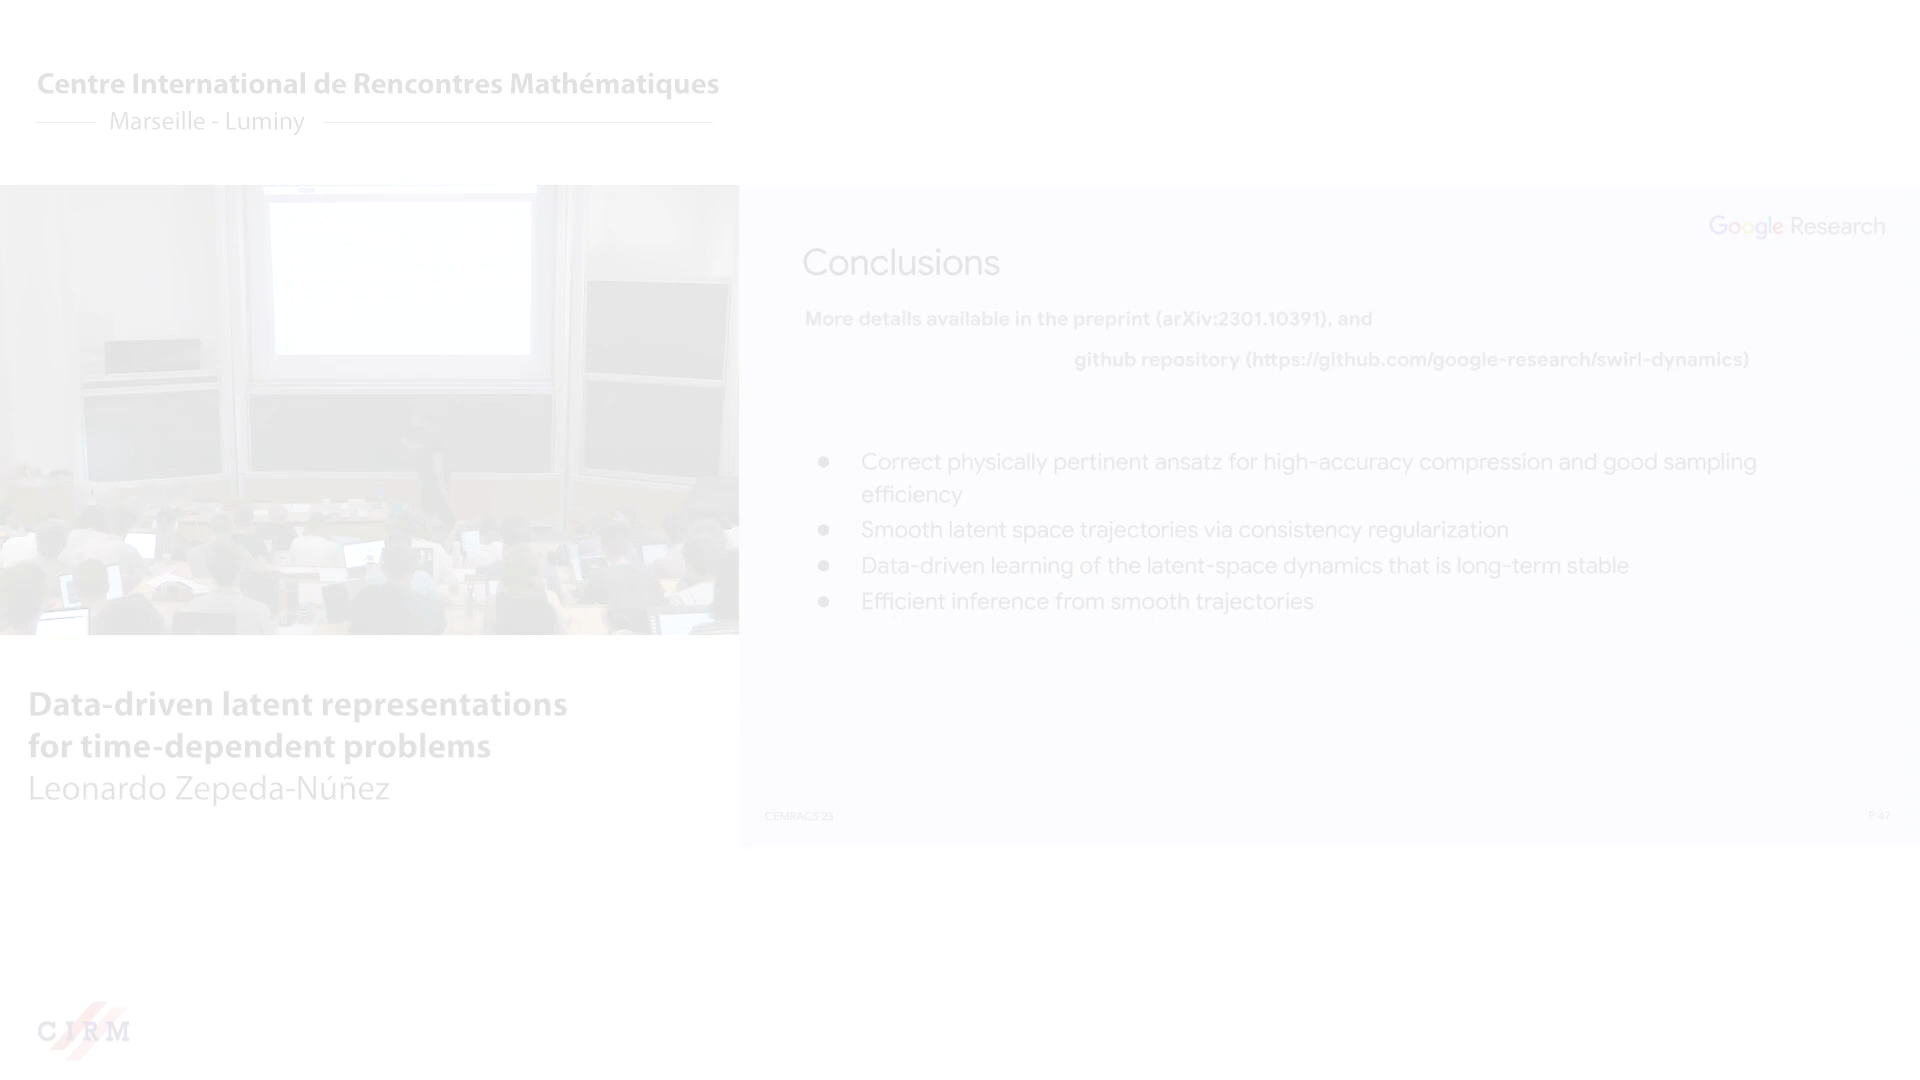 Centre International de Rencontres Mathématiques
Marseille - Luminy
Google Research
Conclusions
More details available in the preprint (arXiv:2301.10391), and
github repository (https://github.com/google-research/swirl-dynamics)
● Correct physically pertinent ansatz for high-accuracy compression and good sampling
efficiency
● Smooth latent space trajectories via consistency regularization
● Data-driven learning of the latent-space dynamics that is long-term stable
● Efficient inference from smooth trajectories
Data-driven latent representations
for time-dependent problems
Leonardo Zepeda-Núñez
CEMRACS'23
P 47
CIRM